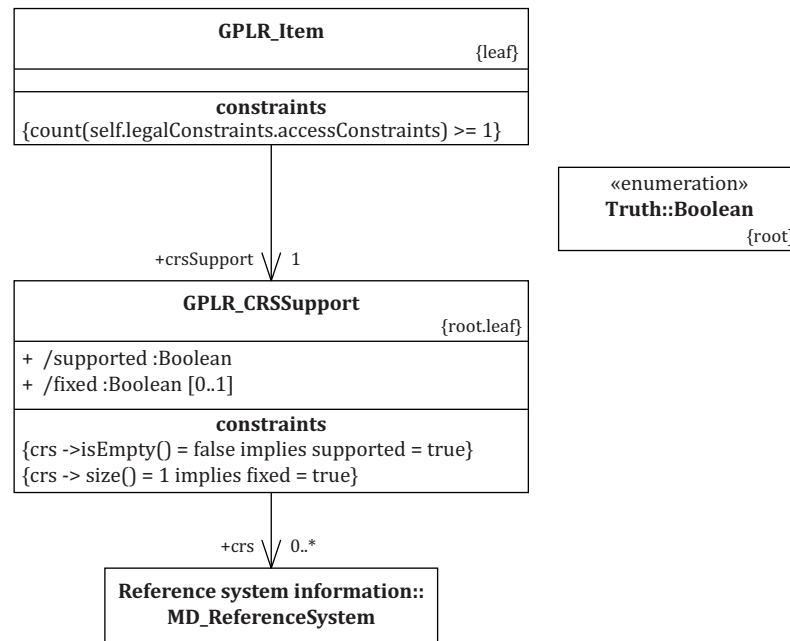 GPLR_Item
{leaf}
constraints
{count(self.legalConstraints.accessConstraints) >= 1}
«enumeration»
Truth::Boolean
{root}
+crsSupport 1
GPLR_CRSSupport
{root.leaf}
+ /supported :Boolean
+ /fixed :Boolean [0..1]
constraints
{crs ->isEmpty() = false implies supported = true}
{crs -> size() = 1 implies fixed = true}
+crs 0..*
Reference system information::
MD_ReferenceSystem